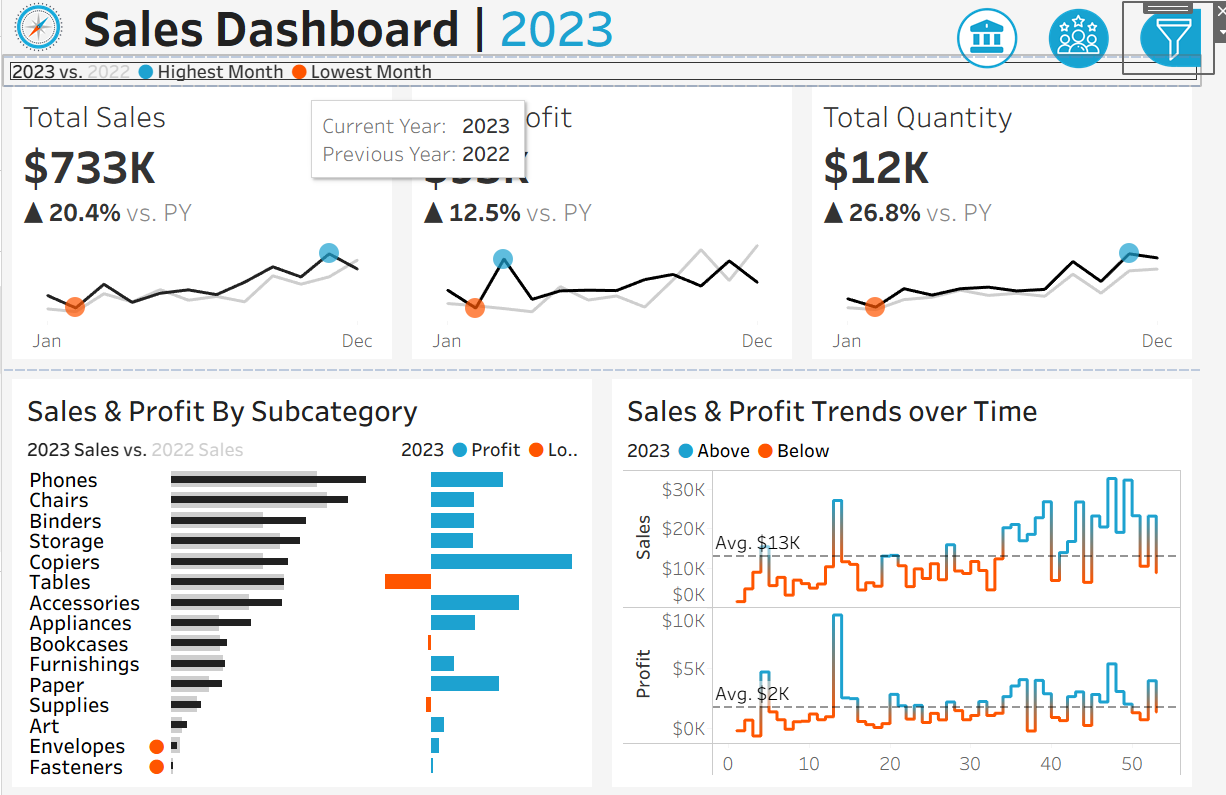 Sales Dashboard | 2023
2023 vs. 2022 Highest Month Lowest Month
Total Sales
$733K
▲ 20.4% vs. PY
Jan Dec
Current Year: 2023
Previous Year: 2022
ofit
▲ 12.5% vs. PY
Jan Dec
Total Quantity
$12K
▲ 26.8% vs. PY
Jan Dec
Sales & Profit By Subcategory
2023 Sales vs. 2022 Sales
2023 Profit Lo..
Phones
Chairs
Binders
Storage
Copiers
Tables
Accessories
Appliances
Bookcases
Furnishings
Paper
Supplies
Art
Envelopes
Fasteners
Sales & Profit Trends over Time
2023 Above Below
Sales
$30K
$20K
$10K
$0K
Avg. $13K
Profit
$10K
$5K
$0K
Avg. $2K
0 10 20 30 40 50